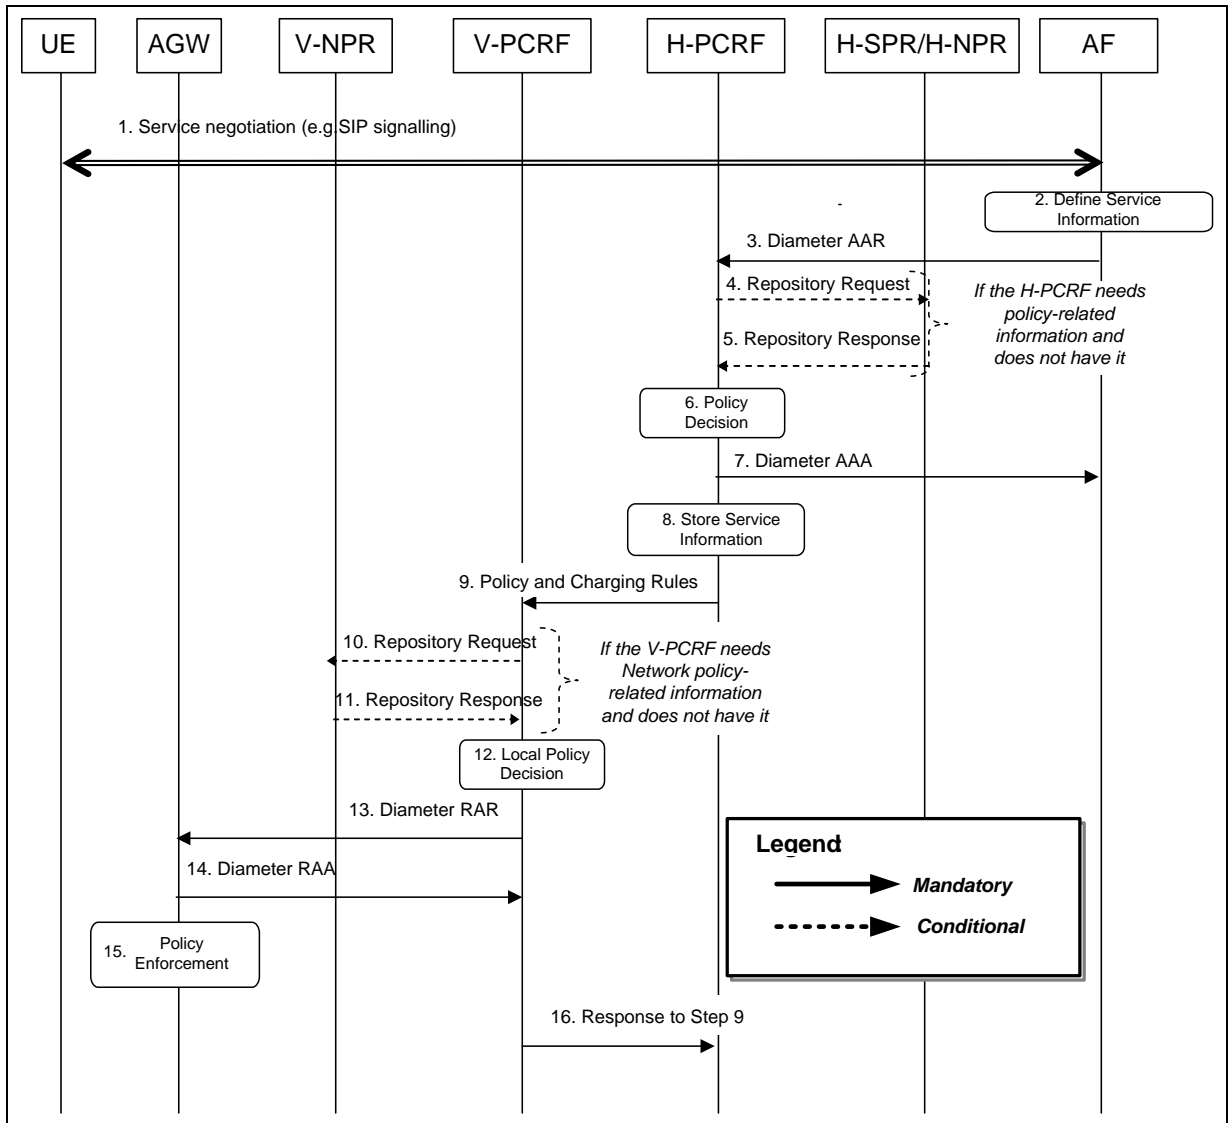 UE AGW V-NPR V-PCRF H-PCRF H-SPR/H-NPR AF
1. Service negotiation (e.g.SIP signalling)
2. Define Service
Information
-
3. Diameter AAR
4. Repository Request
If the H-PCRF needs
policy-related
information and
does not have it
5. Repository Response
6. Policy
Decision
7. Diameter AAA
8. Store Service
Information
9. Policy and Charging Rules
10. Repository Request
If the V-PCRF needs
Network policy-
related information
and does not have it
11. Repository Response
12. Local Policy
Decision
13. Diameter RAR
14. Diameter RAA
15. Policy
Enforcement
Legend
Mandatory
Conditional
16. Response to Step 9